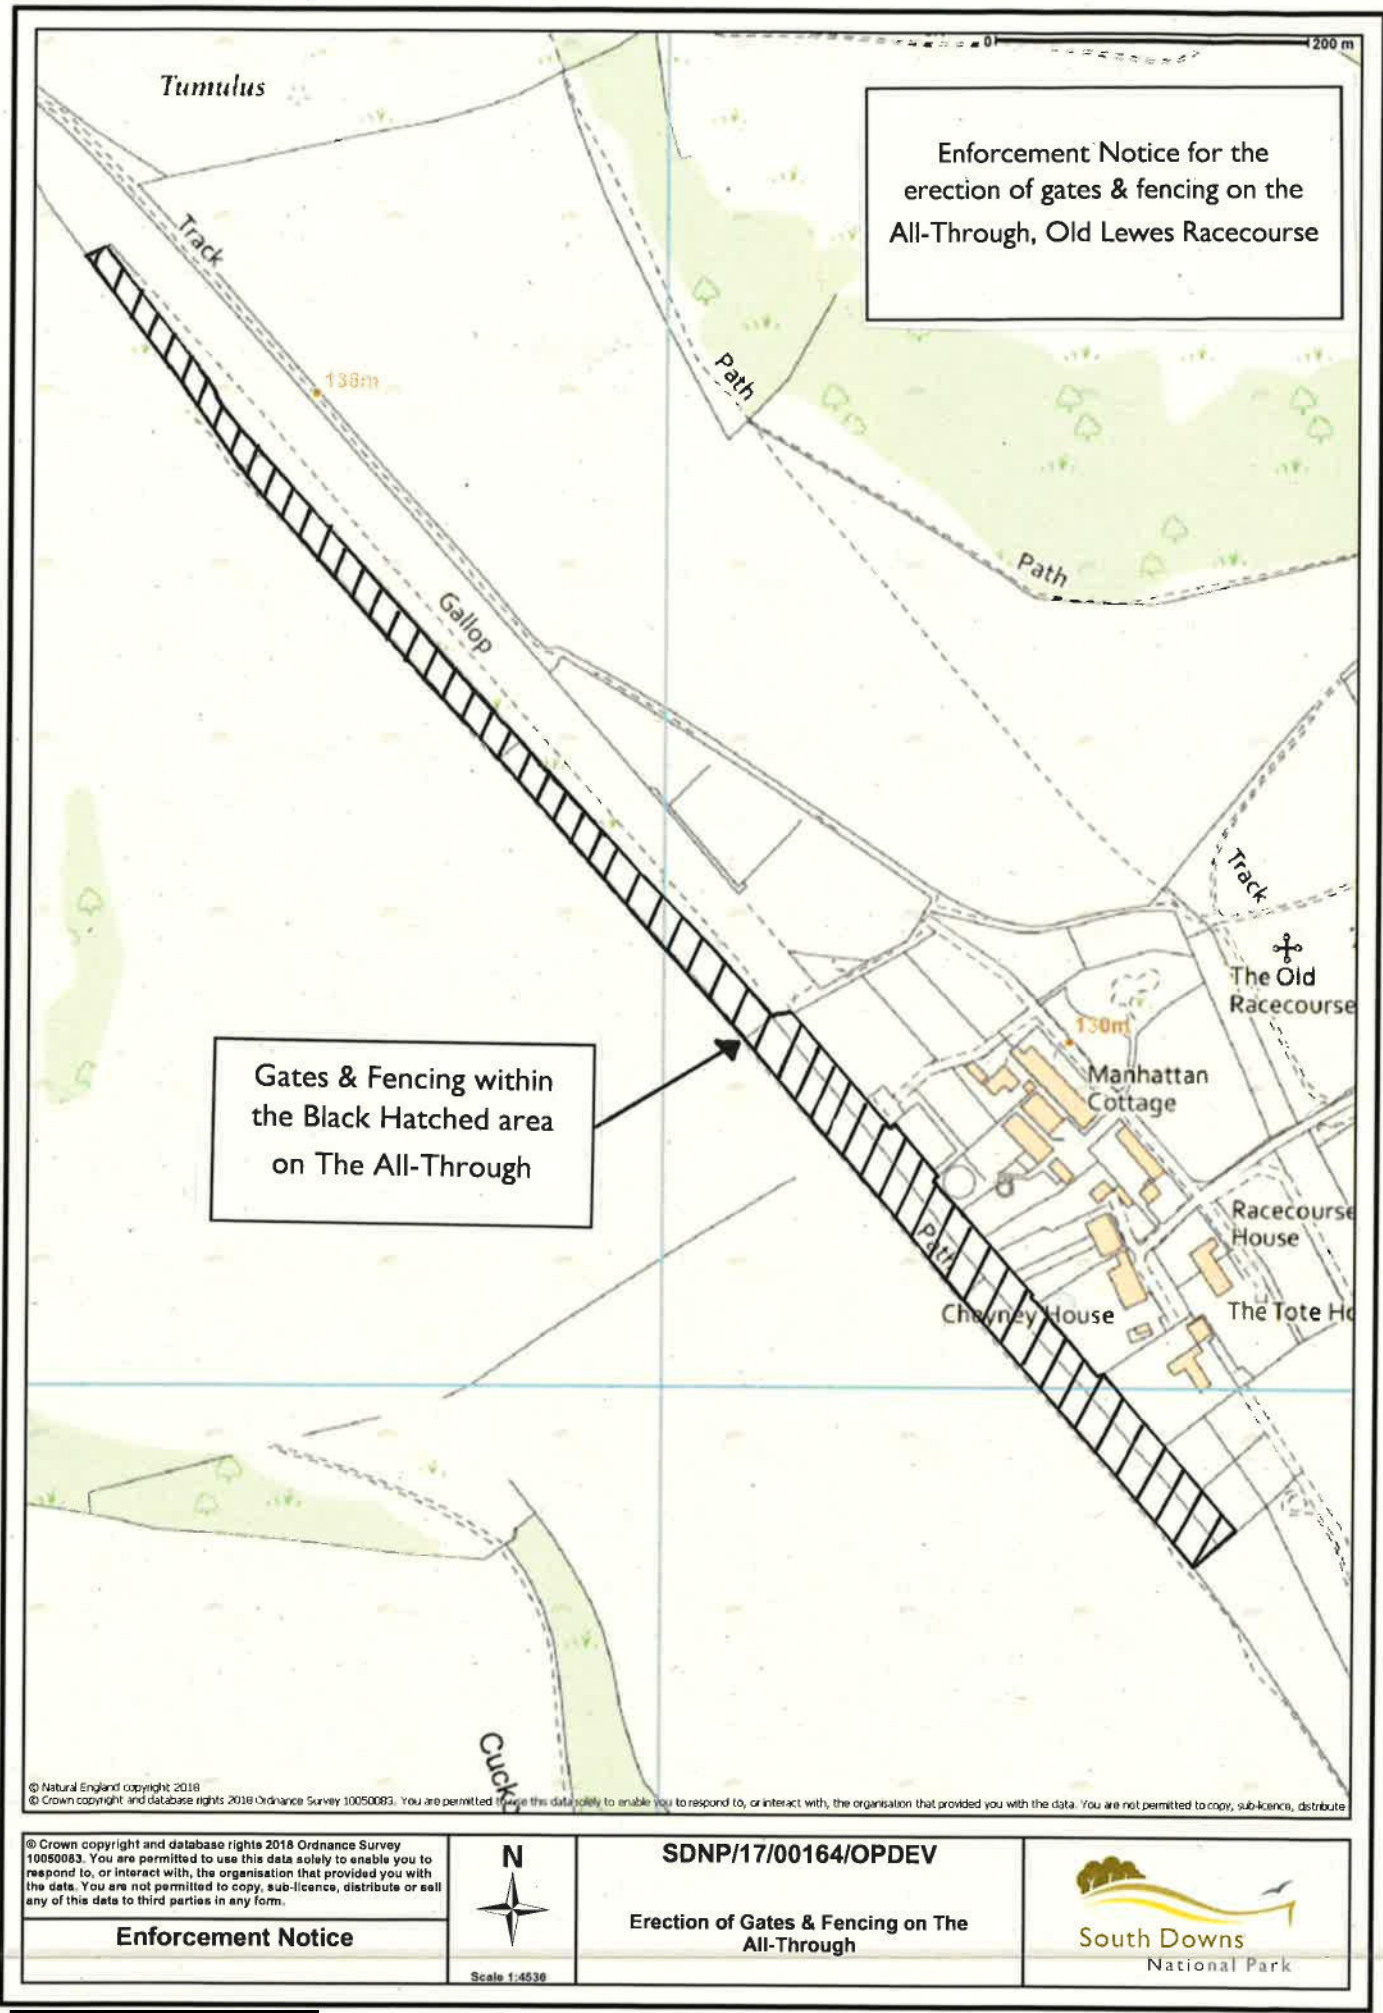 0 200 m
Tumulus
Enforcement Notice for the
erection of gates & fencing on the
All-Through, Old Lewes Racecourse
Track
138m
Path
Path
Gallop
Track
The Old
Racecourse
130m
Manhattan
Cottage
Gates & Fencing within
the Black Hatched area
on The All-Through
Racecourse
House
Path
Cheyney House
The Tote Ho
Cucko
© Natural England copyright 2018
© Crown copyright and database rights 2018 Ordnance Survey 10050083. You are permitted to use this data solely to enable you to respond to, or interact with, the organisation that provided you with the data. You are not permitted to copy, sub-licence, distribute
© Crown copyright and database rights 2018 Ordnance Survey
10050083. You are permitted to use this data solely to enable you to
respond to, or interact with, the organisation that provided you with
the data. You are not permitted to copy, sub-licence, distribute or sell
any of this data to third parties in any form.
Enforcement Notice
N
Scale 1:4536
SDNP/17/00164/OPDEV
Erection of Gates & Fencing on The
All-Through
South Downs
National Park